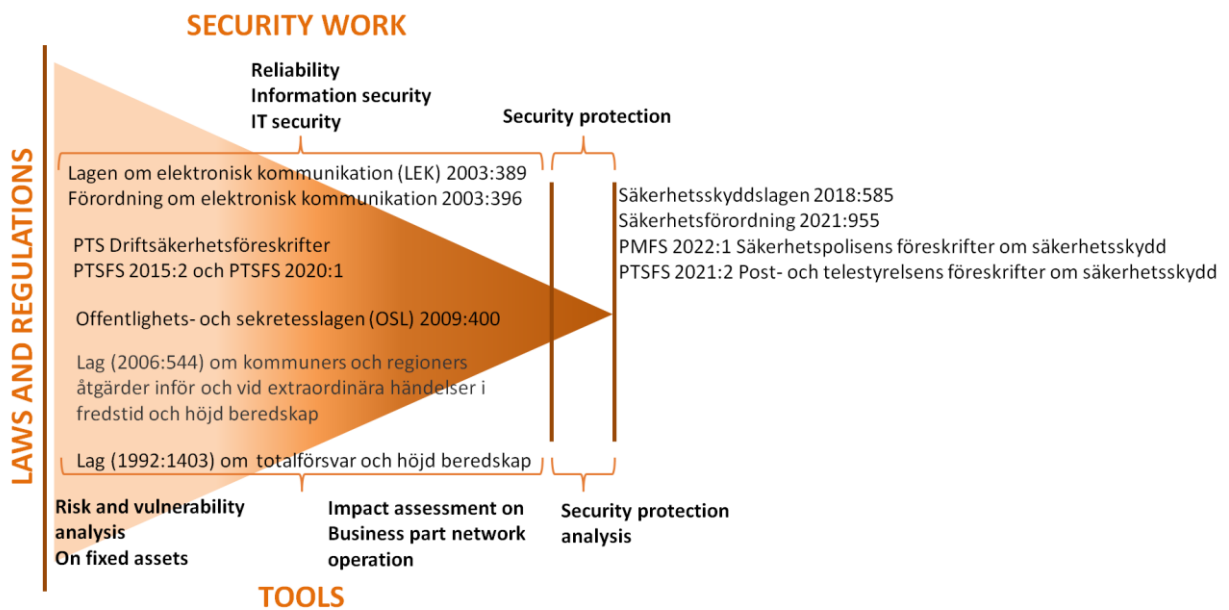 SECURITY WORK
Reliability
Information security
IT security
Security protection
LAWS AND REGULATIONS
Lagen om elektronisk kommunikation (LEK) 2003:389
Förordning om elektronisk kommunikation 2003:396
PTS Driftsäkerhetsföreskrifter
PTSFS 2015:2 och PTSFS 2020:1
Offentlighets- och sekretesslagen (OSL) 2009:400
Lag (2006:544) om kommuners och regioners
åtgärder inför och vid extraordinära händelser i
fredstid och höjd beredskap
Lag (1992:1403) om totalförsvar och höjd beredskap
Säkerhetsskyddslagen 2018:585
Säkerhetsförordning 2021:955
PMFS 2022:1 Säkerhetspolisens föreskrifter om säkerhetsskydd
PTSFS 2021:2 Post- och telestyrelsens föreskrifter om säkerhetsskydd
Risk and vulnerability
analysis
On fixed assets
Impact assessment on
Business part network
operation
Security protection
analysis
TOOLS